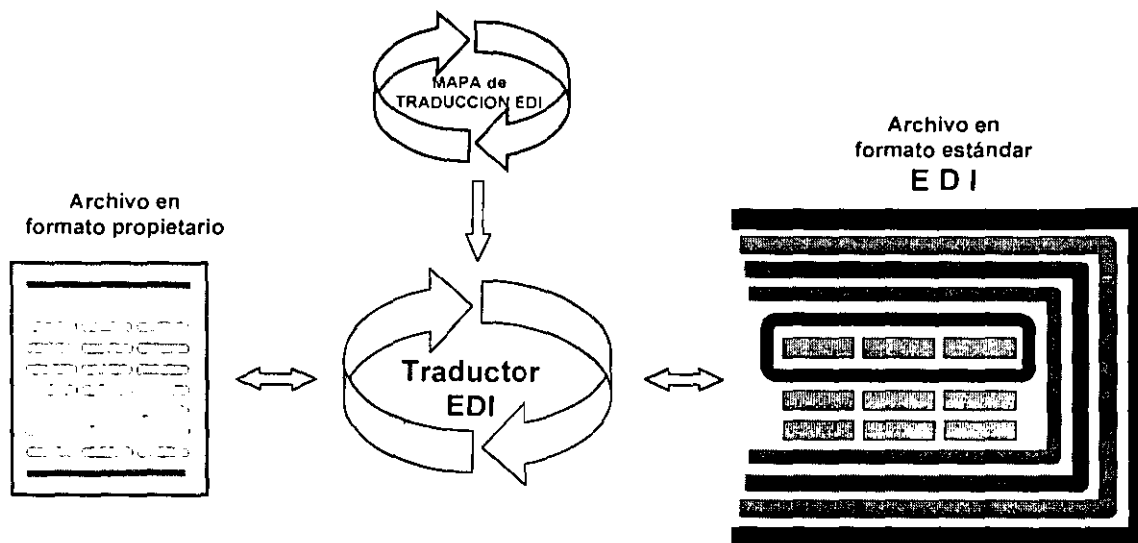 MAPA de
TRADUCCION EDI
Archivo en
formato estándar
E D I
Archivo en
formato propietario
Traductor
EDI